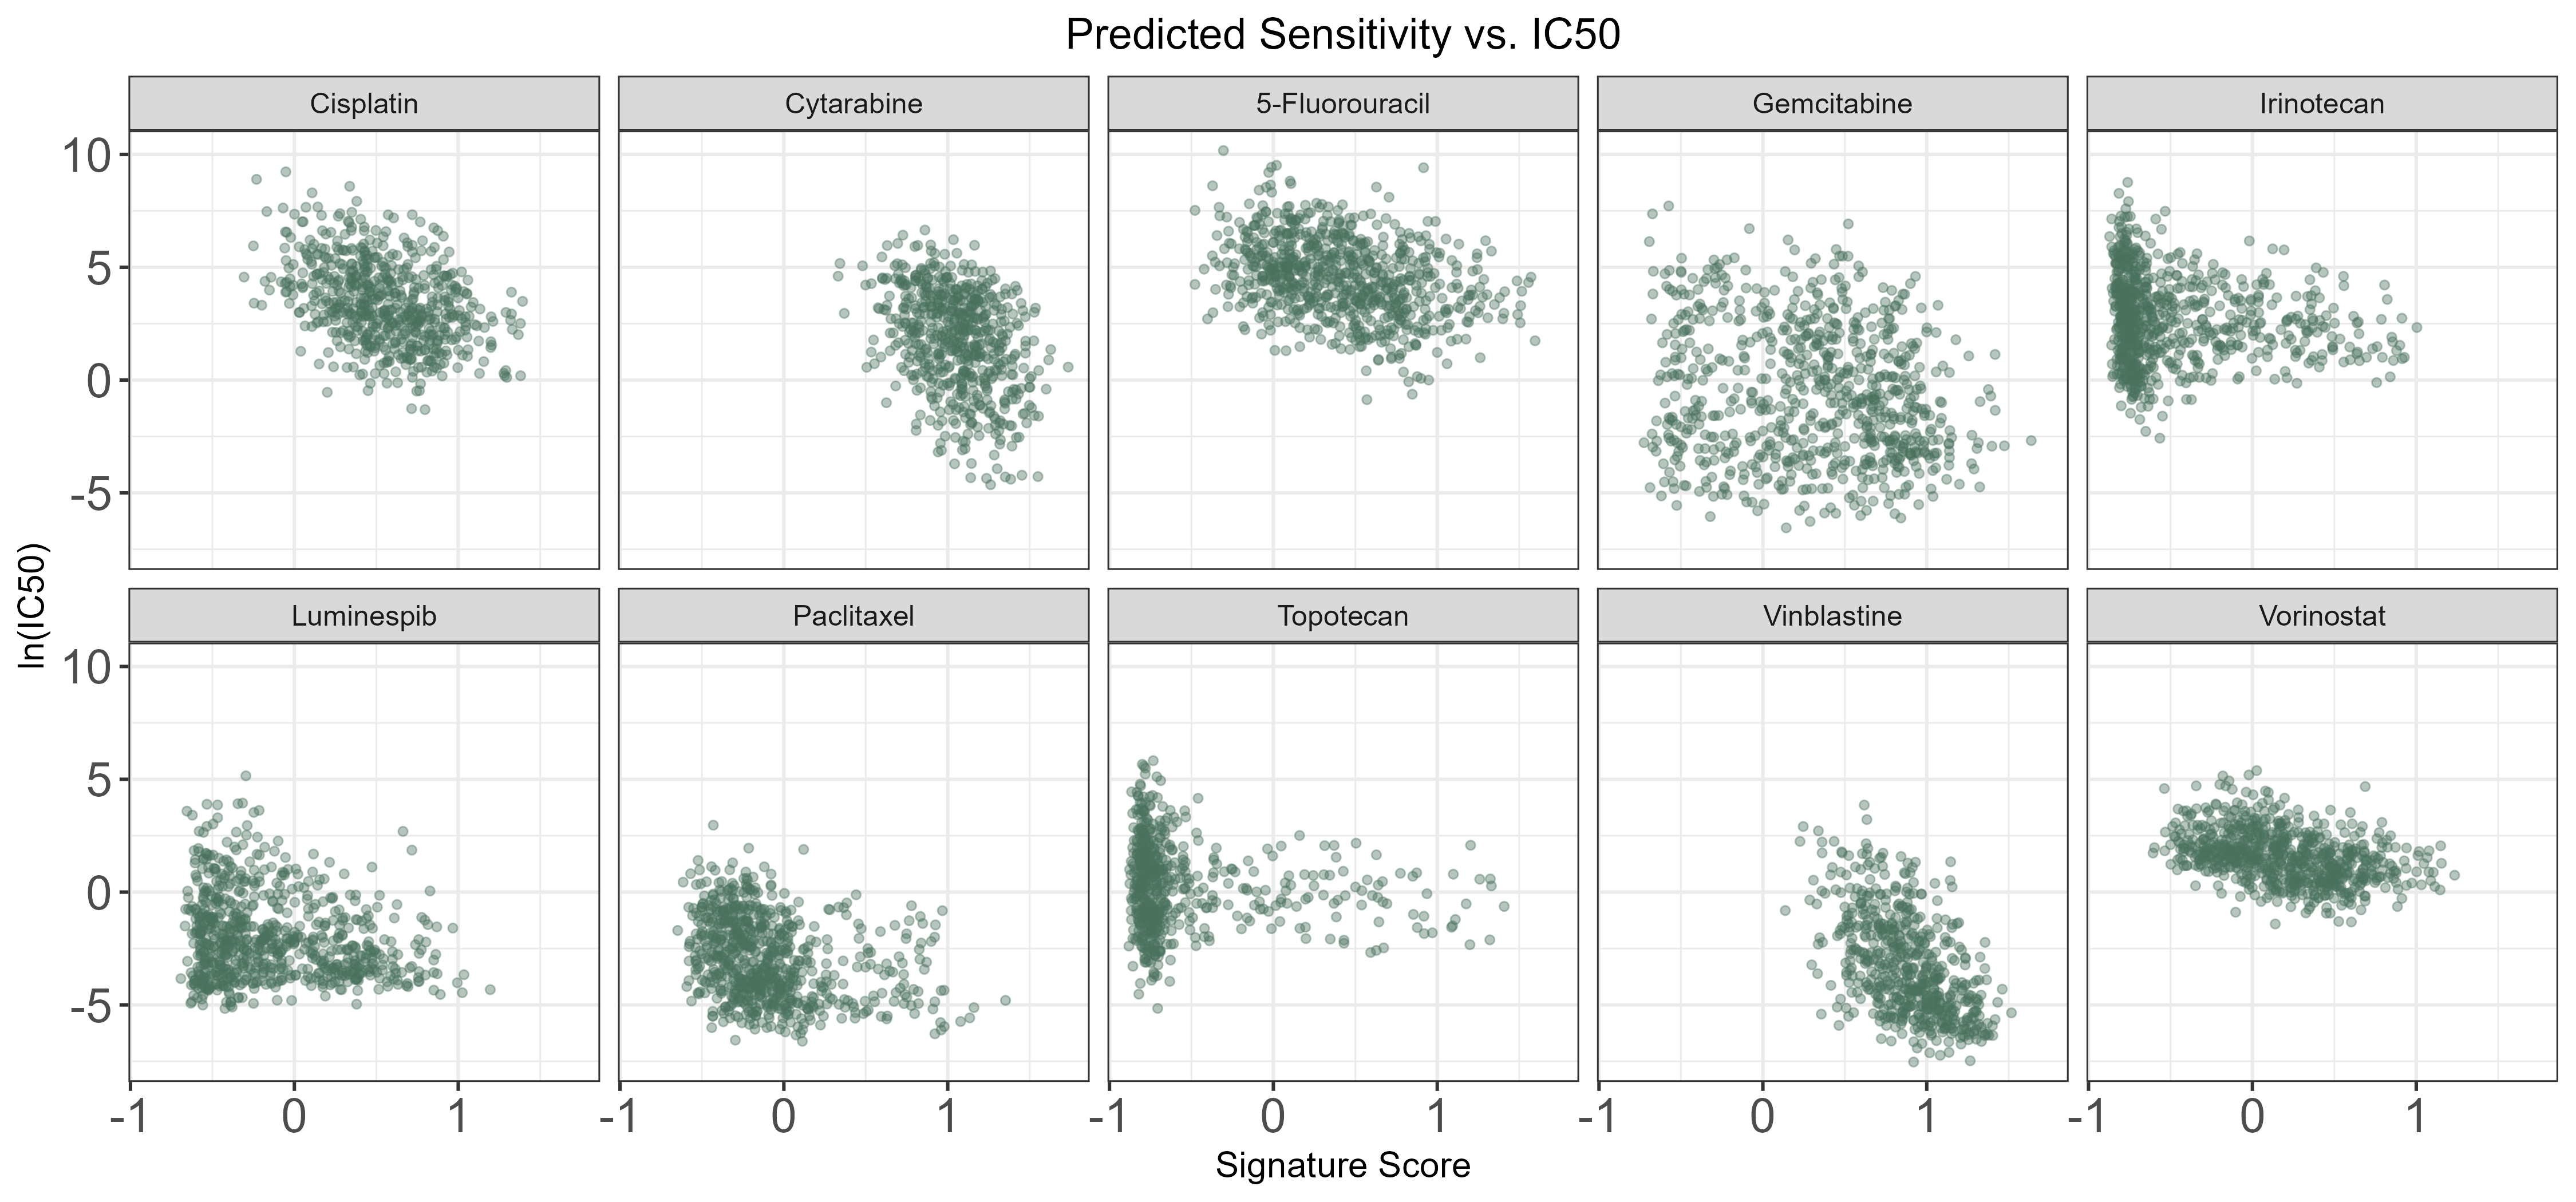 Predicted Sensitivity vs. IC50
Cisplatin
Cytarabine
5-Fluorouracil
Gemcitabine
Irinotecan
10
5
0
-5
ln(IC50)
Luminespib
Paclitaxel
Topotecan
Vinblastine
Vorinostat
10
5
0
-5
-1 0 1
-1 0 1
-1 0 1
-1 0 1
-1 0 1
Signature Score